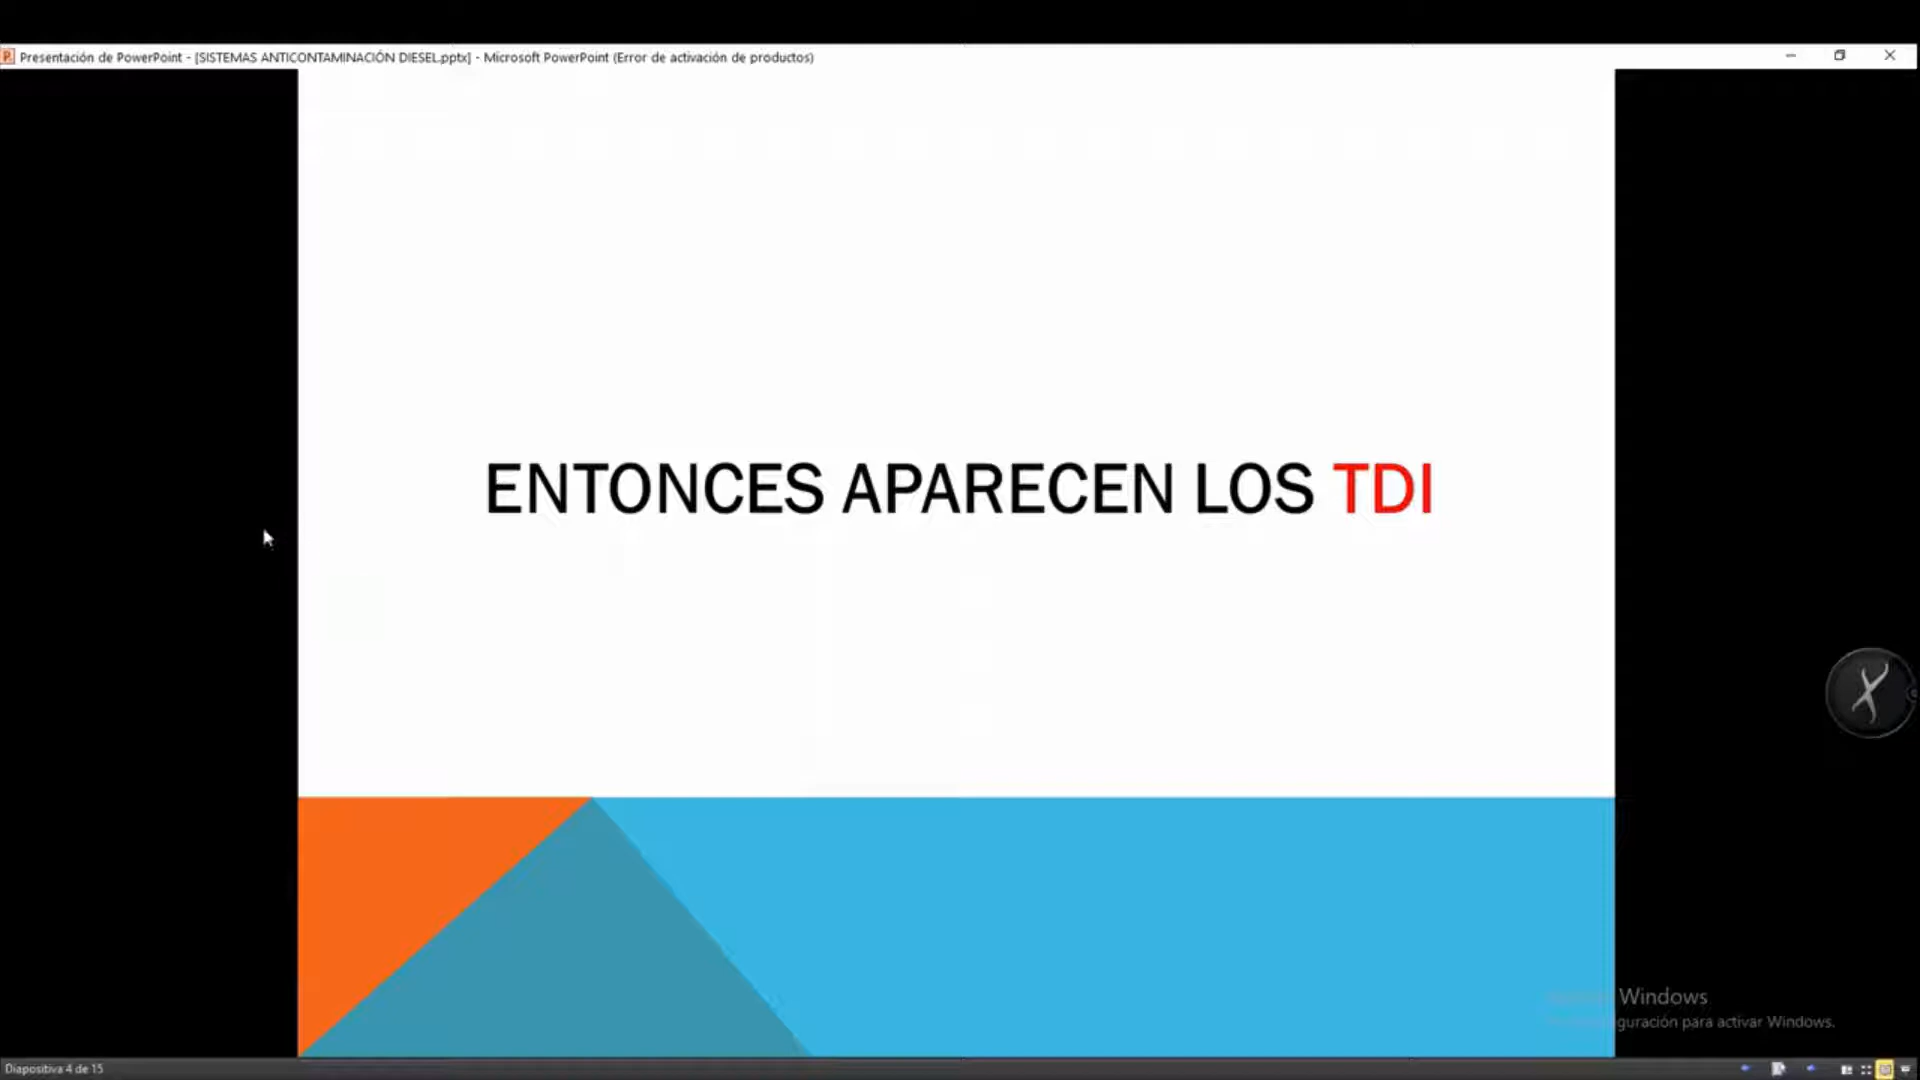 Presentación de PowerPoint - [SISTEMAS ANTICONTAMINACIÓN DIESEL.pptx] - Microsoft PowerPoint (Error de activación de productos)
ENTONCES APARECEN LOS TDI
Windows
para activar Windows.
Diapositiva 4 de 15